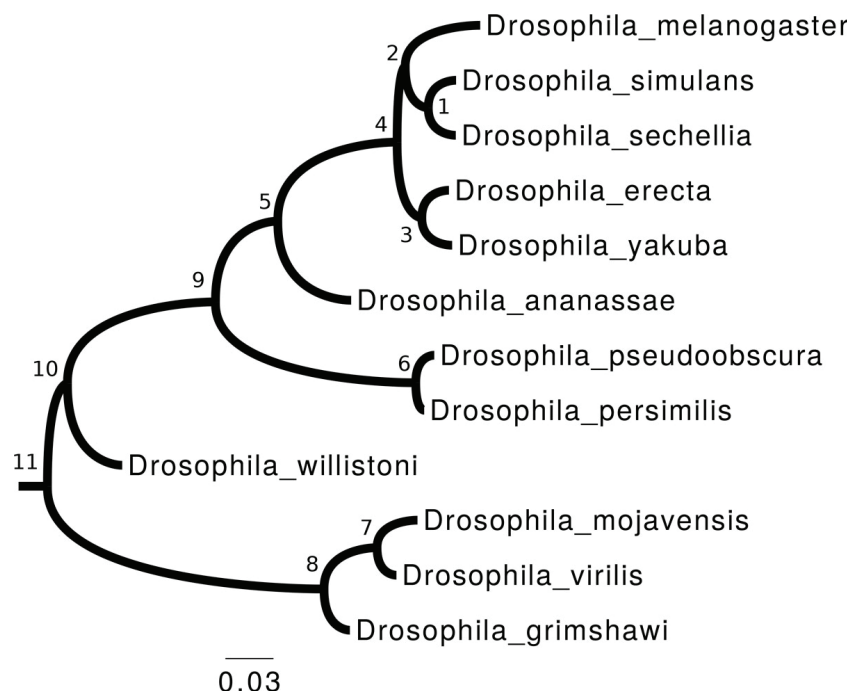 Drosophila_melanogaster
2
Drosophila_simulans
1
4
Drosophila_sechellia
Drosophila_erecta
5
3
Drosophila_yakuba
9
Drosophila_ananassae
Drosophila_pseudoobscura
6
10
Drosophila_persimilis
11
Drosophila_willistoni
7
Drosophila_mojavensis
8
Drosophila_virilis
Drosophila_grimshawi
0.03